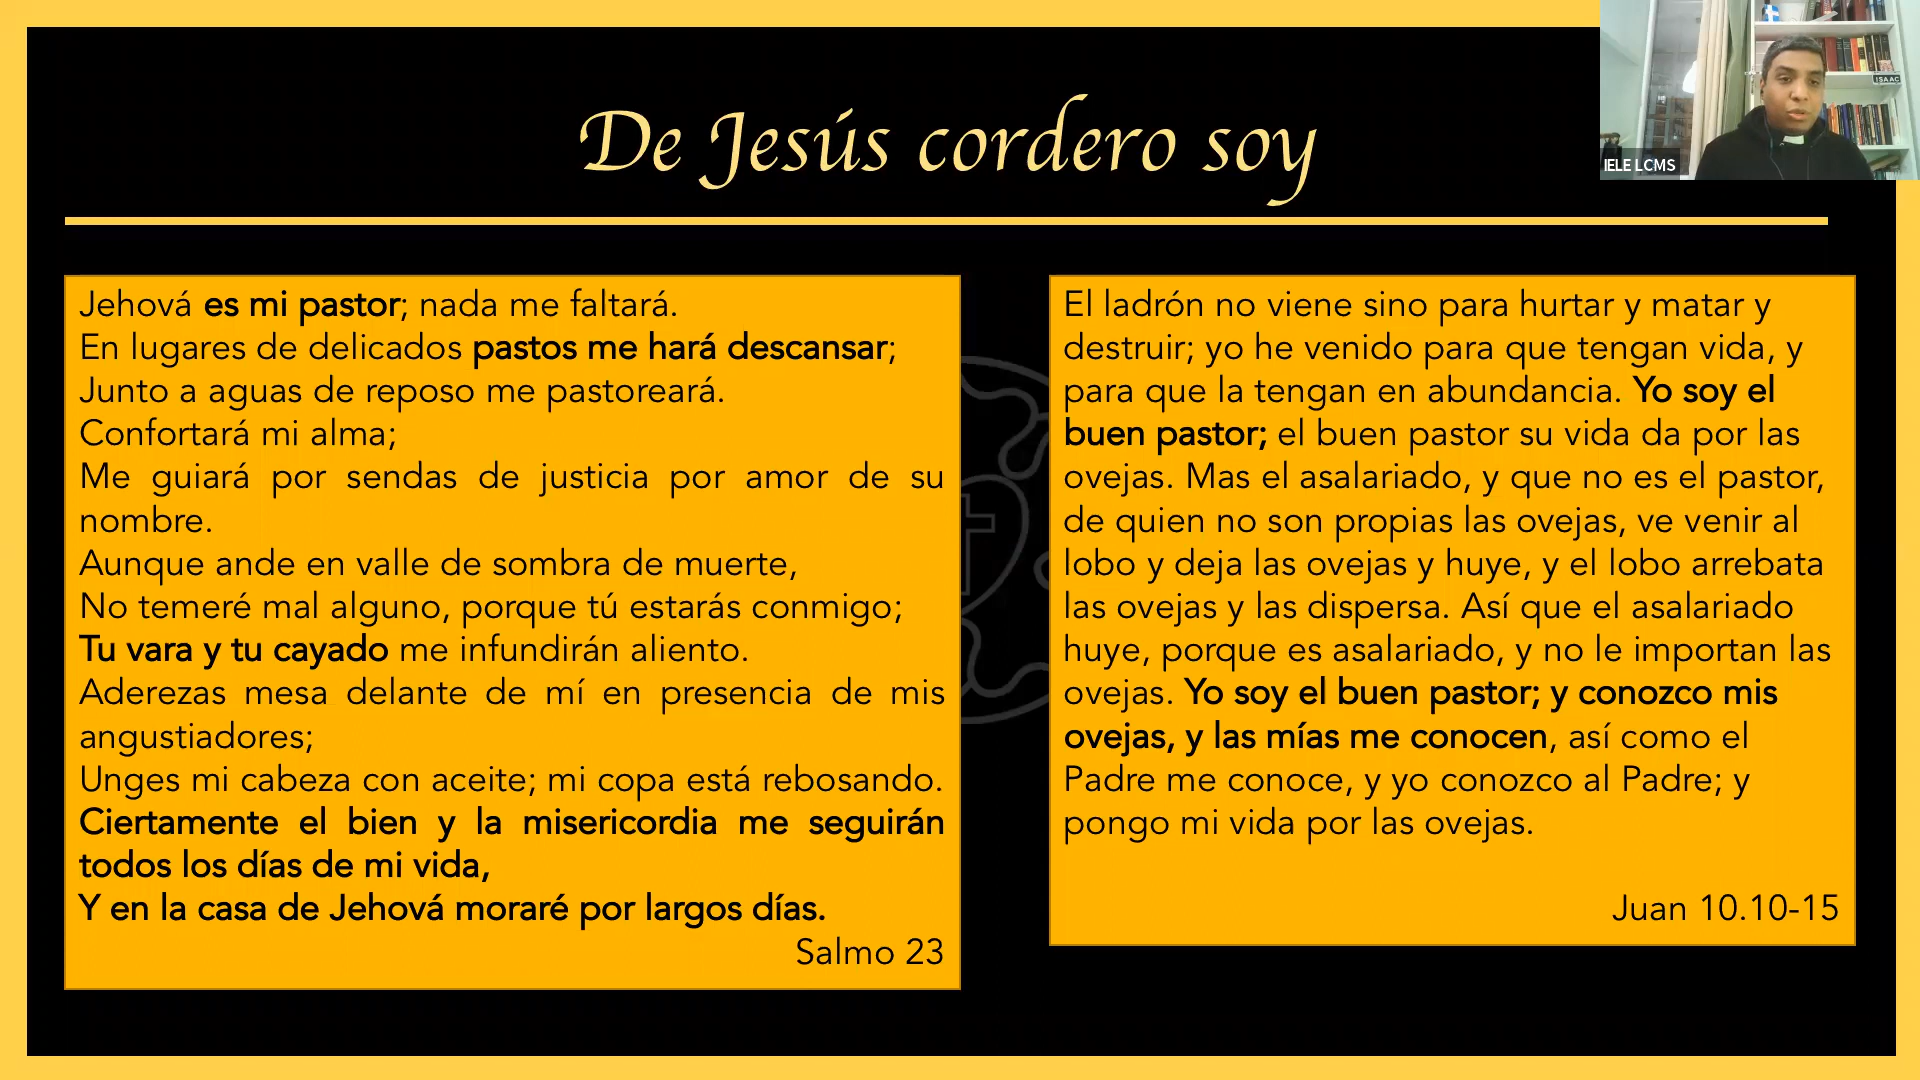 De Jesús cordero soy
IELE LCMS
ISAAC
Jehová es mi pastor; nada me faltará.
En lugares de delicados pastos me hará descansar;
Junto a aguas de reposo me pastoreará.
Confortará mi alma;
Me guiará por sendas de justicia por amor de su
nombre.
Aunque ande en valle de sombra de muerte,
No temeré mal alguno, porque tú estarás conmigo;
Tu vara y tu cayado me infundirán aliento.
Aderezas mesa delante de mí en presencia de mis
angustiadores;
Unges mi cabeza con aceite; mi copa está rebosando.
Ciertamente el bien y la misericordia me seguirán
todos los días de mi vida,
Y en la casa de Jehová moraré por largos días.
Salmo 23
El ladrón no viene sino para hurtar y matar y
destruir; yo he venido para que tengan vida, y
para que la tengan en abundancia. Yo soy el
buen pastor; el buen pastor su vida da por las
ovejas. Mas el asalariado, y que no es el pastor,
de quien no son propias las ovejas, ve venir al
lobo y deja las ovejas y huye, y el lobo arrebata
las ovejas y las dispersa. Así que el asalariado
huye, porque es asalariado, y no le importan las
ovejas. Yo soy el buen pastor; y conozco mis
ovejas, y las mías me conocen, así como el
Padre me conoce, y yo conozco al Padre; y
pongo mi vida por las ovejas.
Juan 10.10-15